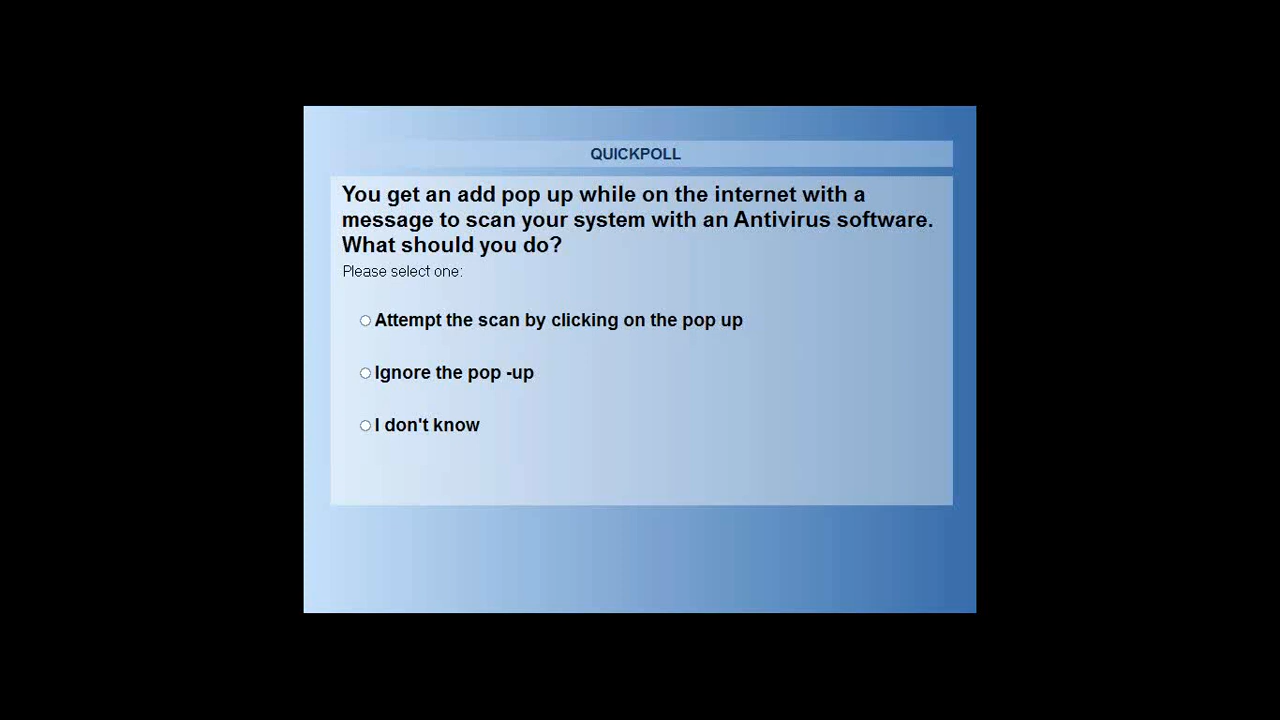 QUICKPOLL
You get an add pop up while on the internet with a
message to scan your system with an Antivirus software.
What should you do?
Please select one:
Attempt the scan by clicking on the pop up
Ignore the pop -up
I don't know